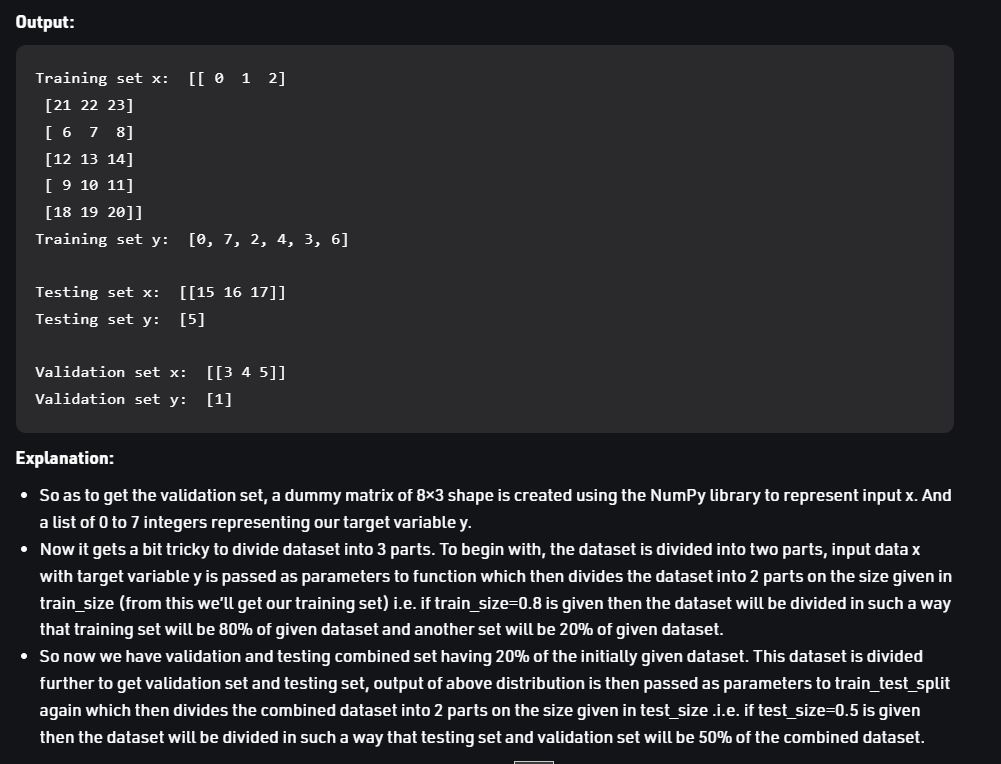 Output:
Training set x:  [[ 0  1  2]
 [21 22 23]
 [ 6  7  8]
 [12 13 14]
 [ 9 10 11]
 [18 19 20]]
Training set y:  [0, 7, 2, 4, 3, 6]
Testing set x:  [[15 16 17]]
Testing set y:  [5]
Validation set x:  [[3 4 5]]
Validation set y:  [1]
Explanation:
• So as to get the validation set, a dummy matrix of 8×3 shape is created using the NumPy library to represent input x. And
a list of 0 to 7 integers representing our target variable y.
• Now it gets a bit tricky to divide dataset into 3 parts. To begin with, the dataset is divided into two parts, input data x
with target variable y is passed as parameters to function which then divides the dataset into 2 parts on the size given in
train_size (from this we’ll get our training set) i.e. if train_size=0.8 is given then the dataset will be divided in such a way
that training set will be 80% of given dataset and another set will be 20% of given dataset.
• So now we have validation and testing combined set having 20% of the initially given dataset. This dataset is divided
further to get validation set and testing set, output of above distribution is then passed as parameters to train_test_split
again which then divides the combined dataset into 2 parts on the size given in test_size .i.e. if test_size=0.5 is given
then the dataset will be divided in such a way that testing set and validation set will be 50% of the combined dataset.